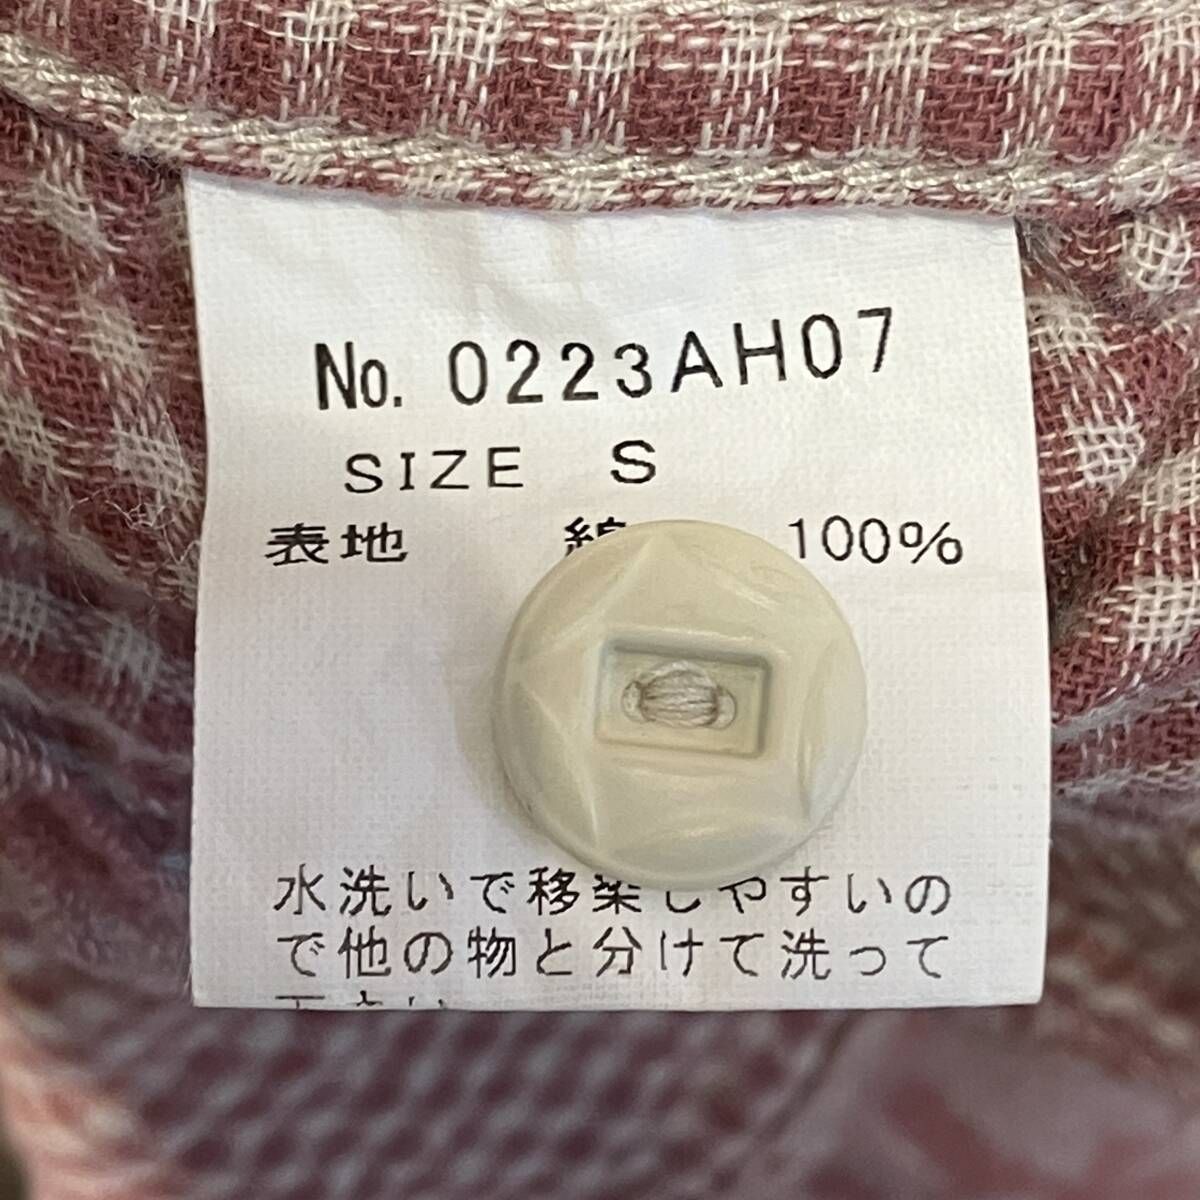 No. 0223AH07
SIZE S
表地 綿 100%
水洗いで移染しやすいの
で他の物と分けて洗って